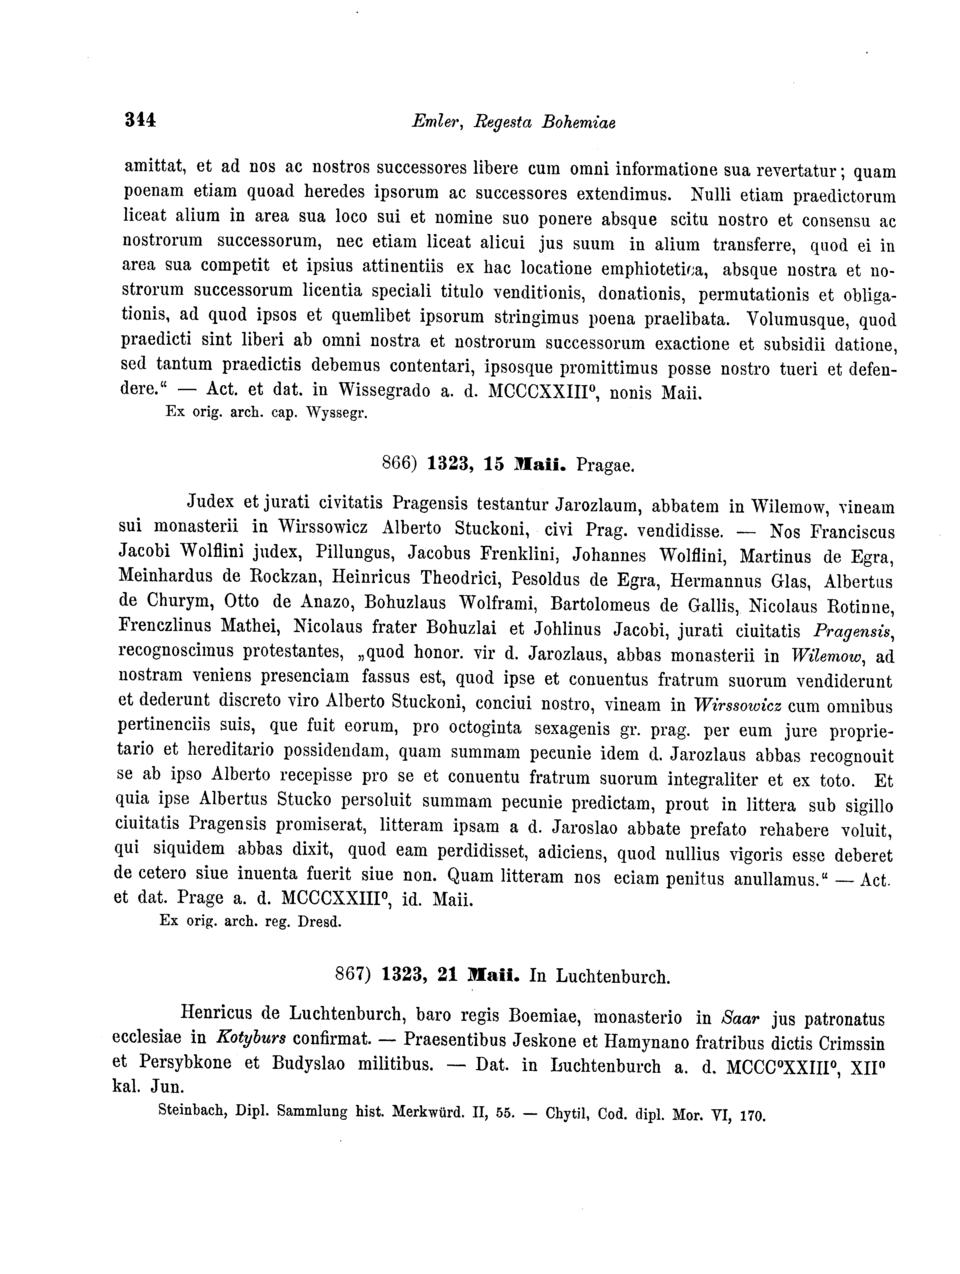 344 Emler, Regesta Bohemiae
amittat, et ad nos ac nostros successores libere cum omni informatione sua revertatur; quam
poenam etiam quoad heredes ipsorum ac successores extendimus. Nulli etiam praedictorum
liceat alium in area sua loco sui et nomine suo ponere absque scitu nostro et consensu ac
nostrorum successorum, nec etiam liceat alicui jus suum in alium transferre, quod ei in
area sua competit et ipsius attinentiis ex hac locatione emphiotetica, absque nostra et no-
strorum successorum licentia speciali titulo venditionis, donationis, permutationis et obliga-
tionis, ad quod ipsos et quemlibet ipsorum stringimus poena praelibata. Volumusque, quod
praedicti sint liberi ab omni nostra et nostrorum successorum exactione et subsidii datione,
sed tantum praedictis debemus contentari, ipsosque promittimus posse nostro tueri et defen-
dere.“ — Act. et dat. in Wissegrado a. d. MCCCXXIII⁰, nonis Maii.
Ex orig. arch. cap. Wyssegr.
866) 1323, 15 Maii. Pragae.
Judex et jurati civitatis Pragensis testantur Jarozlaum, abbatem in Wilemow, vineam
sui monasterii in Wirssowicz Alberto Stuckoni, civi Prag. vendidisse. — Nos Franciscus
Jacobi Wolflini judex, Pillungus, Jacobus Frenklini, Johannes Wolflini, Martinus de Egra,
Meinhardus de Rockzan, Heinricus Theodrici, Pesoldus de Egra, Hermannus Glas, Albertus
de Churym, Otto de Anazo, Bohuzlaus Wolframi, Bartolomeus de Gallis, Nicolaus Rotinne,
Frenczlinus Mathei, Nicolaus frater Bohuzlai et Johlinus Jacobi, jurati ciuitatis Pragensis,
recognoscimus protestantes, „quod honor. vir d. Jarozlaus, abbas monasterii in Wilemow, ad
nostram veniens presenciam fassus est, quod ipse et conuentus fratrum suorum vendiderunt
et dederunt discreto viro Alberto Stuckoni, conciui nostro, vineam in Wirssowicz cum omnibus
pertinenciis suis, que fuit eorum, pro octoginta sexagenis gr. prag. per eum jure proprie-
tario et hereditario possidendam, quam summam pecunie idem d. Jarozlaus abbas recognouit
se ab ipso Alberto recepisse pro se et conuentu fratrum suorum integraliter et ex toto. Et
quia ipse Albertus Stucko persoluit summam pecunie predictam, prout in littera sub sigillo
ciuitatis Pragensis promiserat, litteram ipsam a d. Jaroslao abbate prefato rehabere voluit,
qui siquidem abbas dixit, quod eam perdidisset, adiciens, quod nullius vigoris esse deberet
de cetero siue inuenta fuerit siue non. Quam litteram nos eciam penitus anullamus.“ — Act.
et dat. Prage a. d. MCCCXXIII⁰, id. Maii.
Ex orig. arch. reg. Dresd.
867) 1323, 21 Maii. In Luchtenburch.
Henricus de Luchtenburch, baro regis Boemiae, monasterio in Saar jus patronatus
ecclesiae in Kotyburs confirmat. — Praesentibus Jeskone et Hamynano fratribus dictis Crimssin
et Persybkone et Budyslao militibus. — Dat. in Luchtenburch a. d. MCCC⁰XXIII⁰, XII⁰
kal. Jun.
Steinbach, Dipl. Sammlung hist. Merkwürd. II, 55. — Chytil, Cod. dipl. Mor. VI, 170.